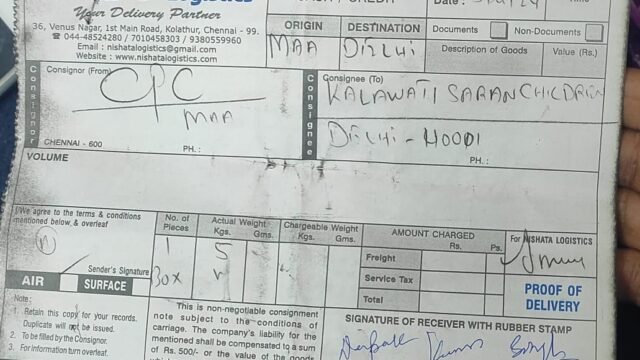 Your Delivery Partner
36, Venus Nagar, 1st Main Road, Kolathur, Chennai - 99.
☎ 044-48524280 / 7010458303 / 9380559960
Email : nishatalogistics@gmail.com
Website : www.nishatalogistics.com
ORIGIN DESTINATION
MAA DELHI
Documents Non-Documents
Description of Goods Value (Rs.)
Consignor
Consignor (From)
CPC
MAA
CHENNAI - 600 PH. :
Consignee
Consignee (To)
KALAWATI SARAN CHILDREN
DELHI - 110001
PH. :
VOLUME
I/We agree to the terms & conditions
mentioned below, & overleaf
Sender's Signature
AIR SURFACE
No. of
Pieces
Actual Weight
Kgs. Gms.
Chargeable Weight
Kgs. Gms.
1 5
BOX
AMOUNT CHARGED
Rs. Ps.
Freight
Service Tax
Total
For NISHATA LOGISTICS
PROOF OF
DELIVERY
Note:
1. Retain this copy for your records.
Duplicate will not be issued.
2. To be filled by the Consignor.
3. For information turn overleaf.
This is non-negotiable consignment
note subject to the conditions of
carriage. The company's liability for
mentioned shall be compensated to a sum
of Rs. 500/- or the value of the goods
SIGNATURE OF RECEIVER WITH RUBBER STAMP